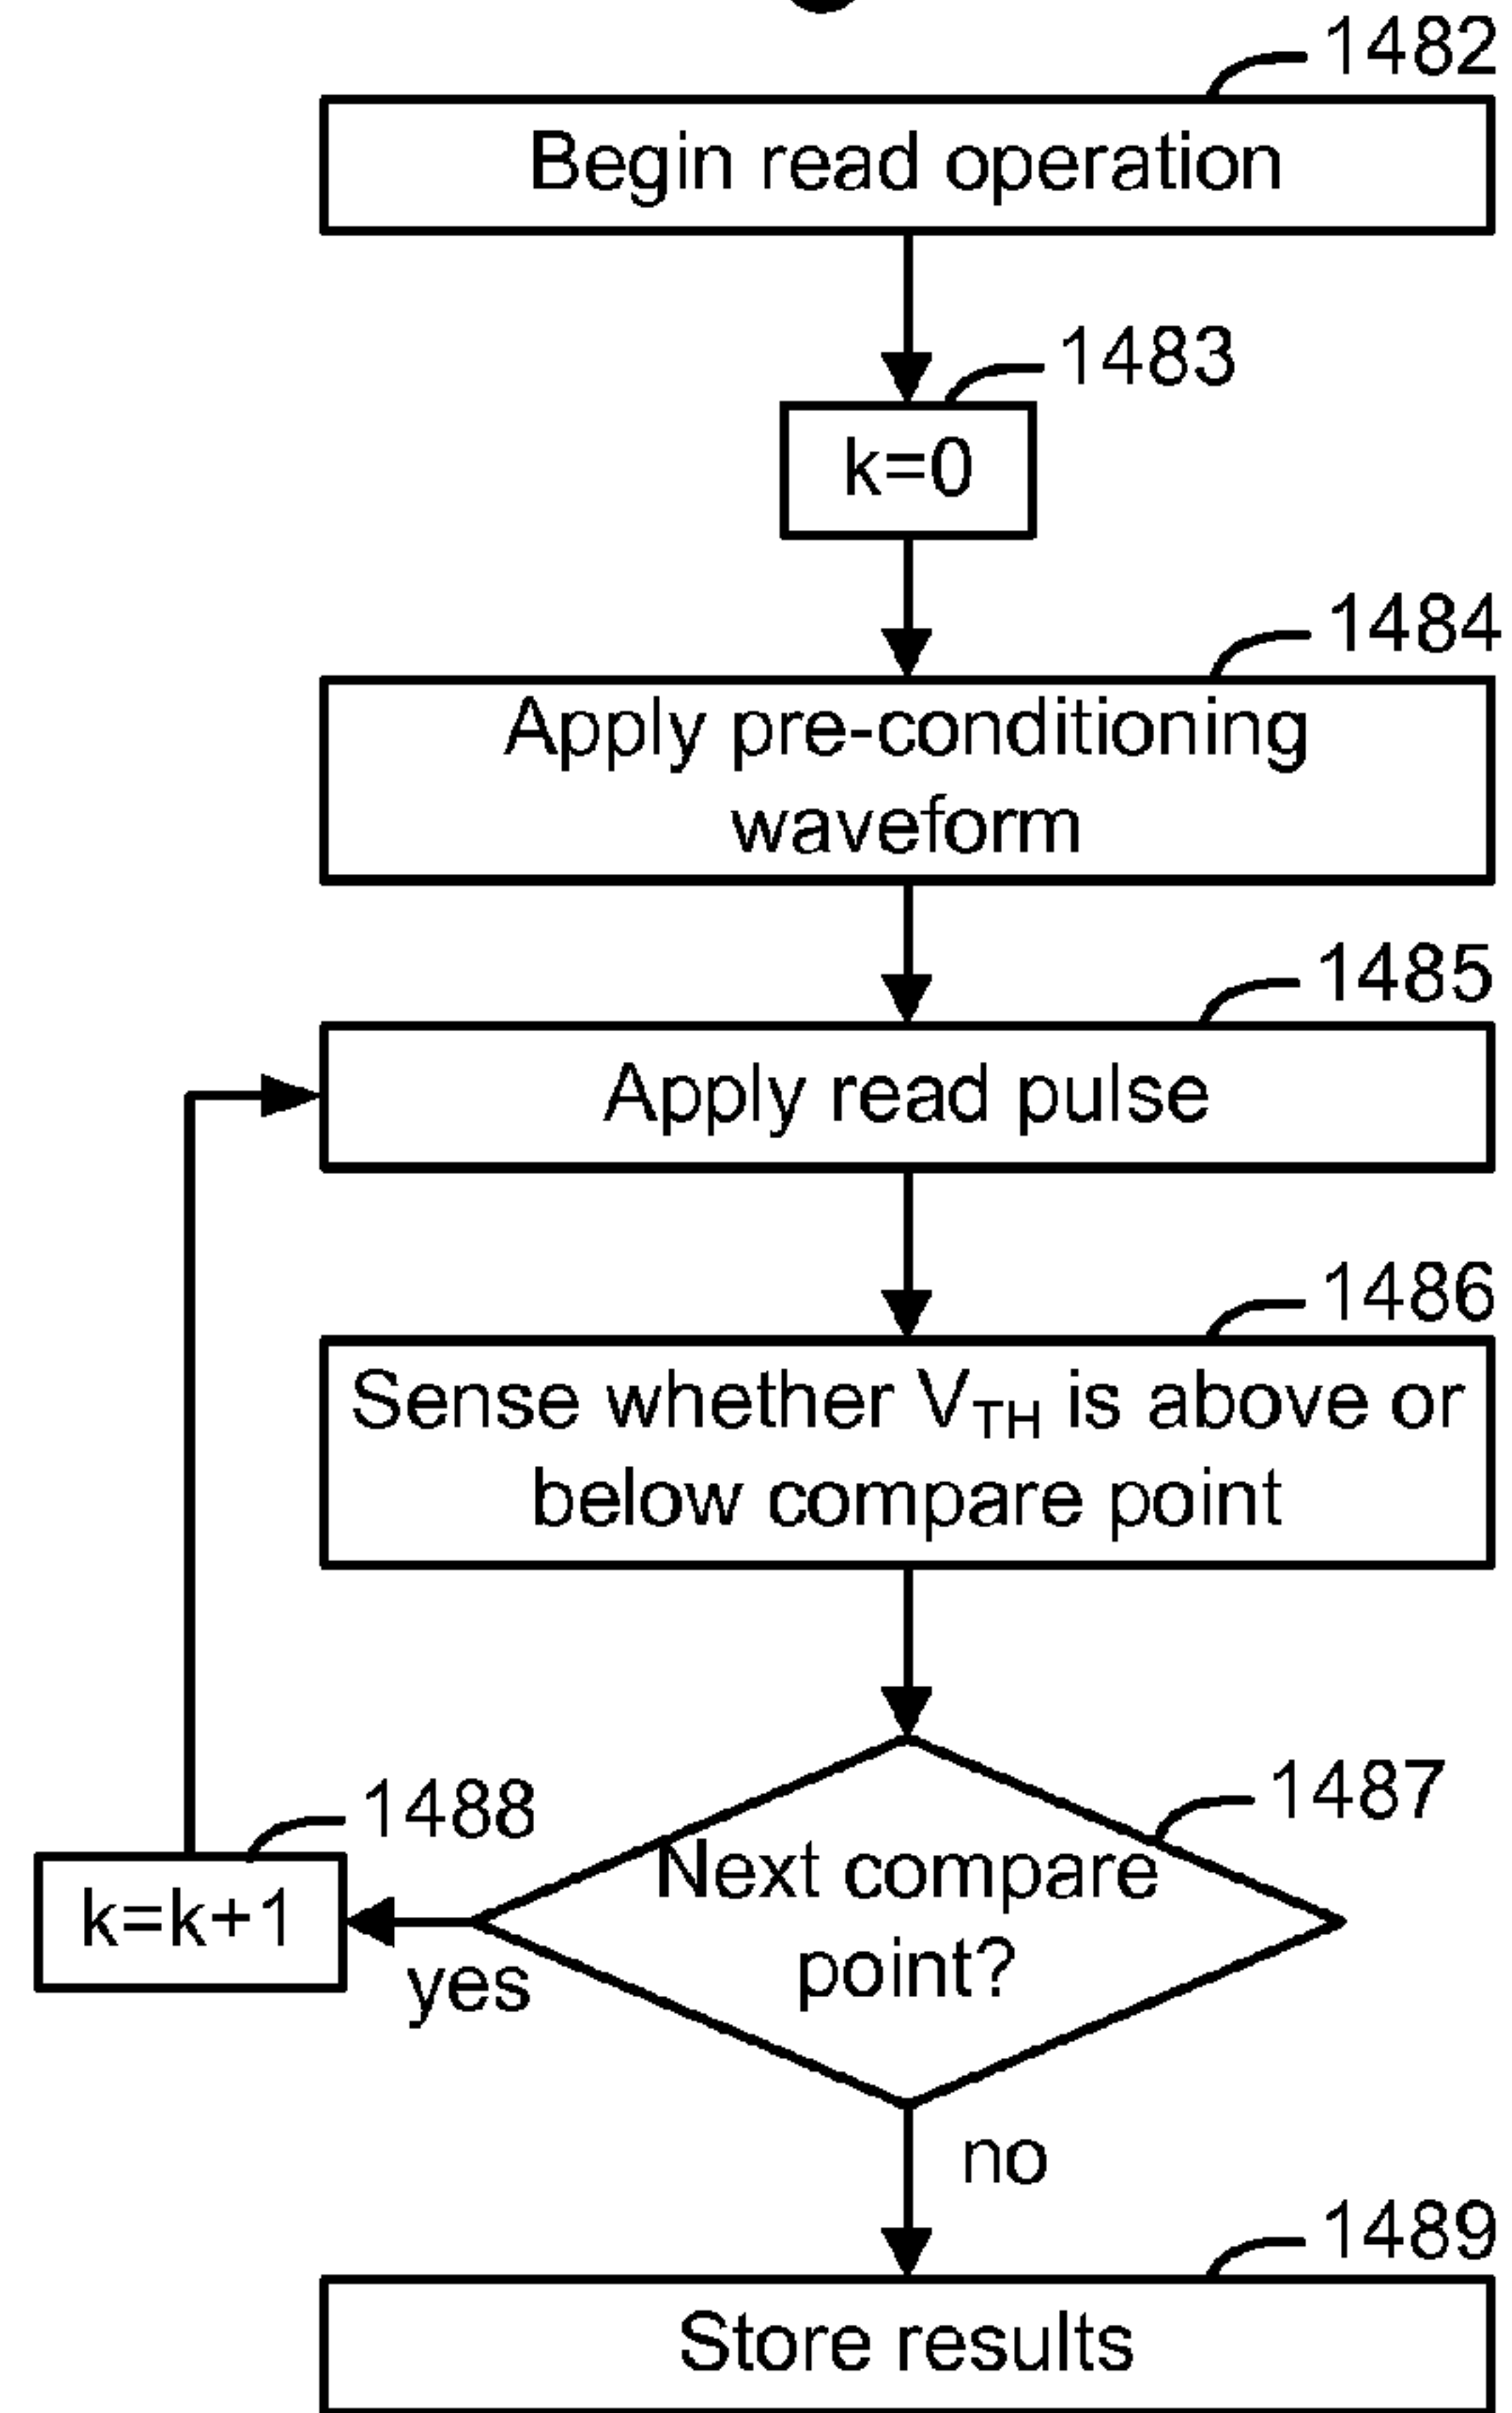 1482
Begin read operation
1483
k=0
1484
Apply pre-conditioning
waveform
1485
Apply read pulse
1486
Sense whether VTH is above or
below compare point
1487
Next compare
point?
1488
k=k+1
yes
no
1489
Store results